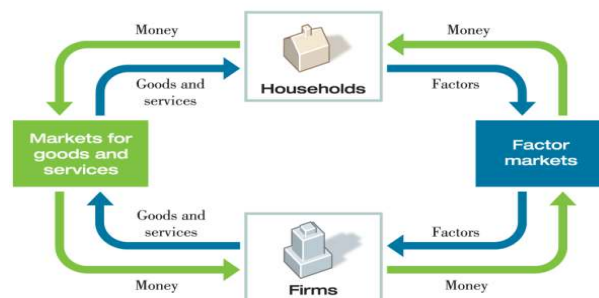 Money
Money
Goods and
services
Households
Factors
Markets for
goods and
services
Factor
markets
Goods and
services
Factors
Money
Firms
Money